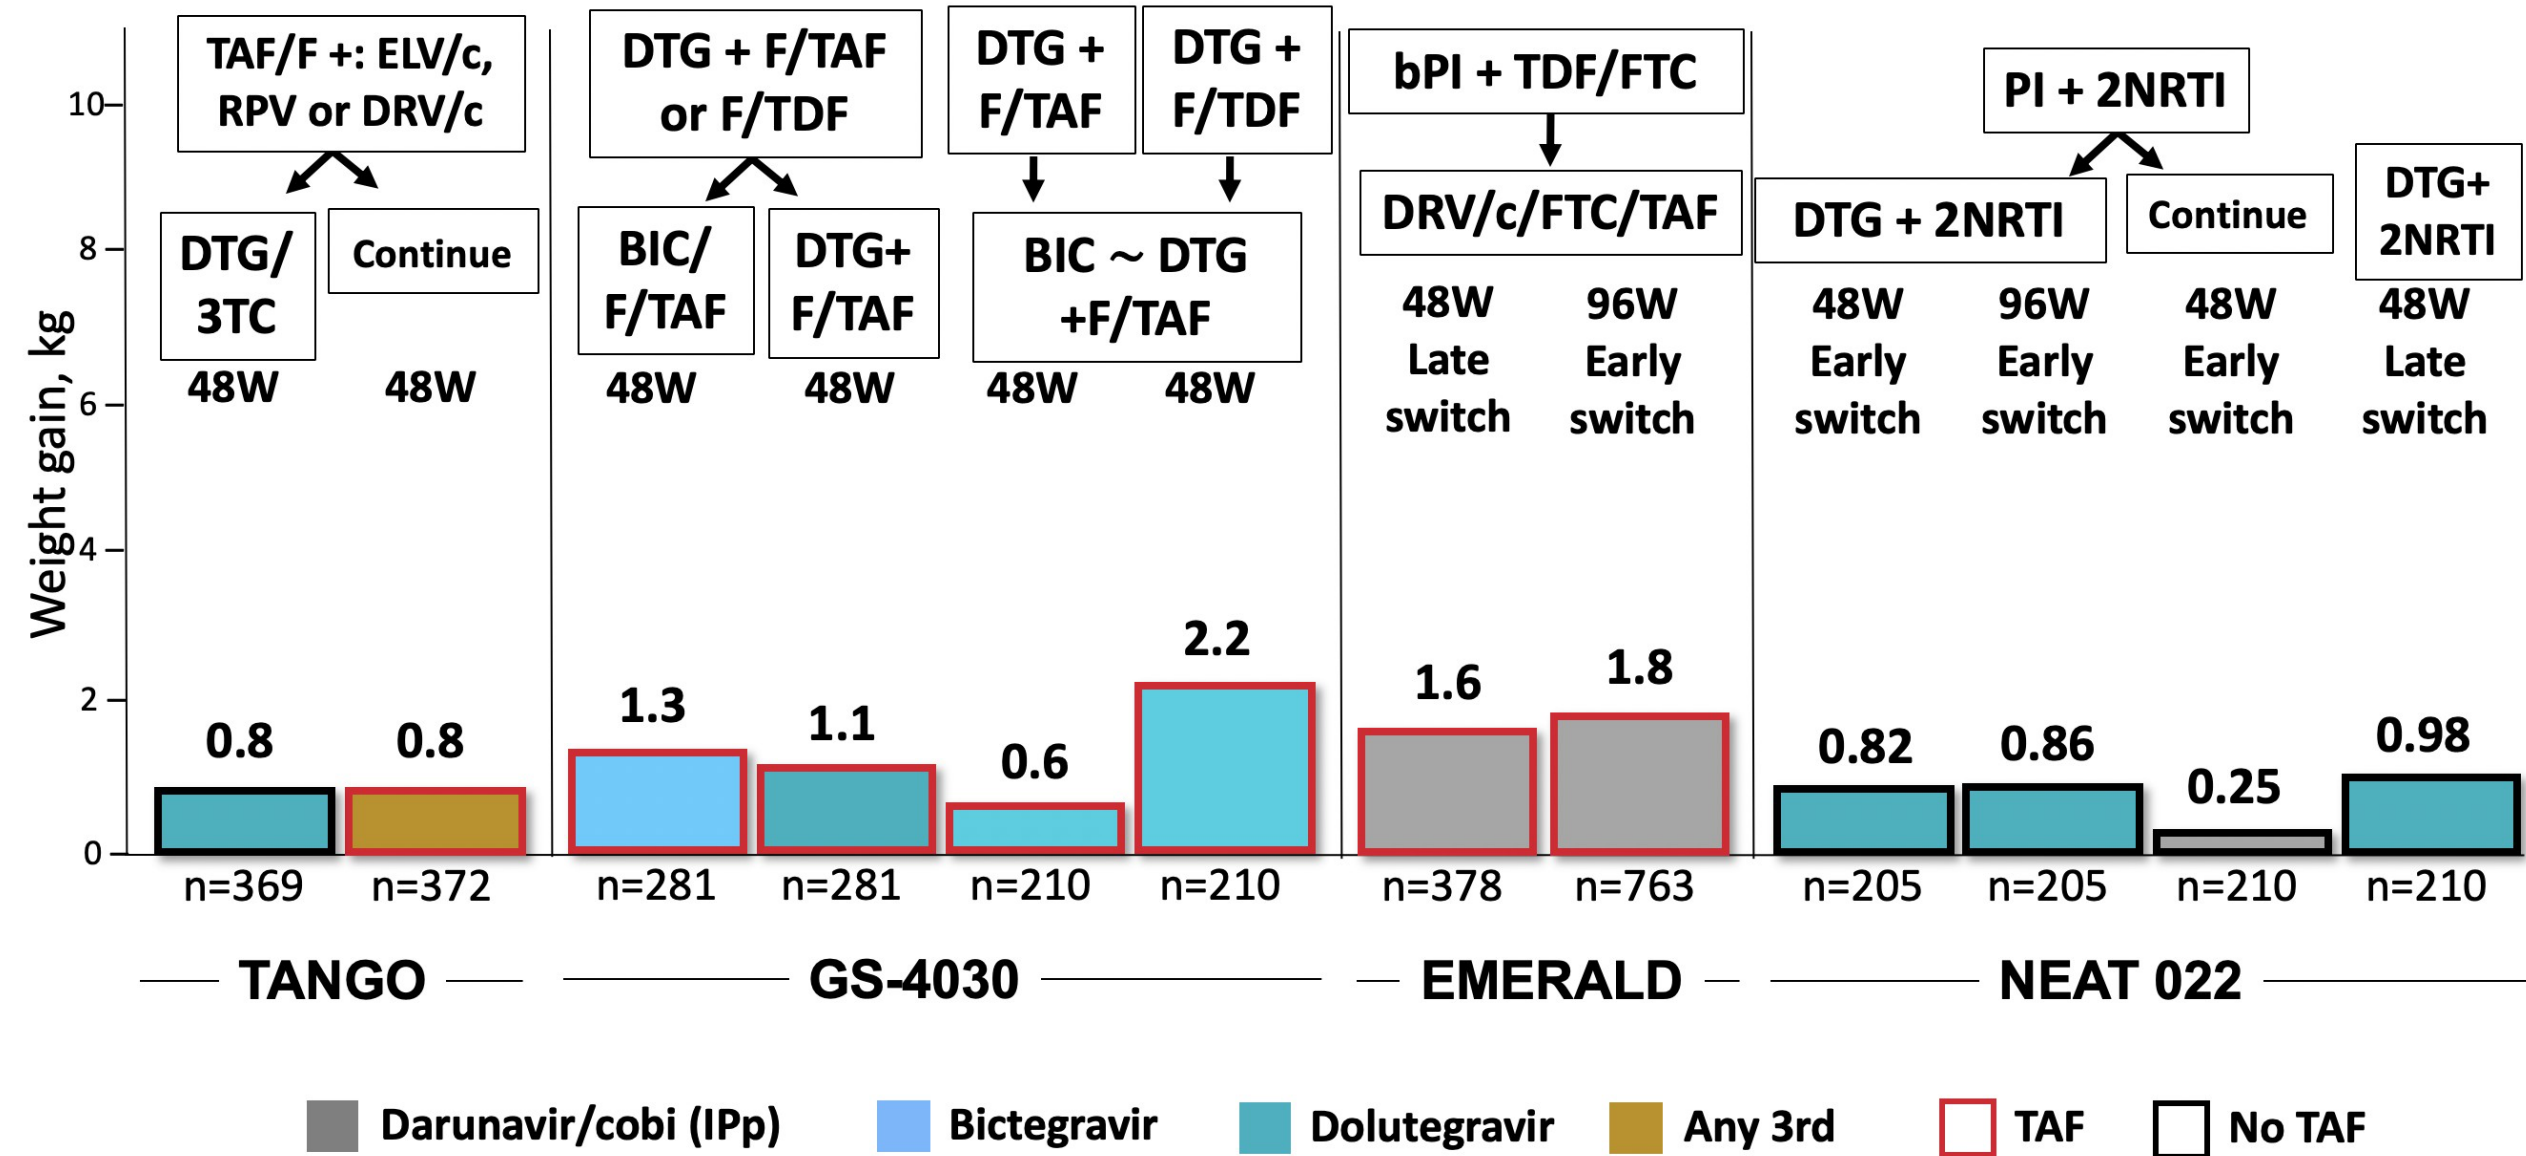 Weight gain, kg
10
8
6
4
2
0
TAF/F +: ELV/c,
RPV or DRV/c
DTG/
3TC
Continue
48W
48W
0.8
0.8
n=369
n=372
TANGO
DTG + F/TAF
or F/TDF
DTG +
F/TAF
DTG +
F/TDF
BIC/
F/TAF
DTG+
F/TAF
BIC ~ DTG
+F/TAF
48W
48W
48W
48W
1.3
1.1
0.6
2.2
n=281
n=281
n=210
n=210
GS-4030
bPI + TDF/FTC
DRV/c/FTC/TAF
48W
Late
switch
96W
Early
switch
1.6
1.8
n=378
n=763
EMERALD
PI + 2NRTI
DTG + 2NRTI
Continue
DTG+
2NRTI
48W
Early
switch
96W
Early
switch
48W
Early
switch
48W
Late
switch
0.82
0.86
0.25
0.98
n=205
n=205
n=210
n=210
NEAT 022
Darunavir/cobi (IPp)
Bictegravir
Dolutegravir
Any 3rd
TAF
No TAF